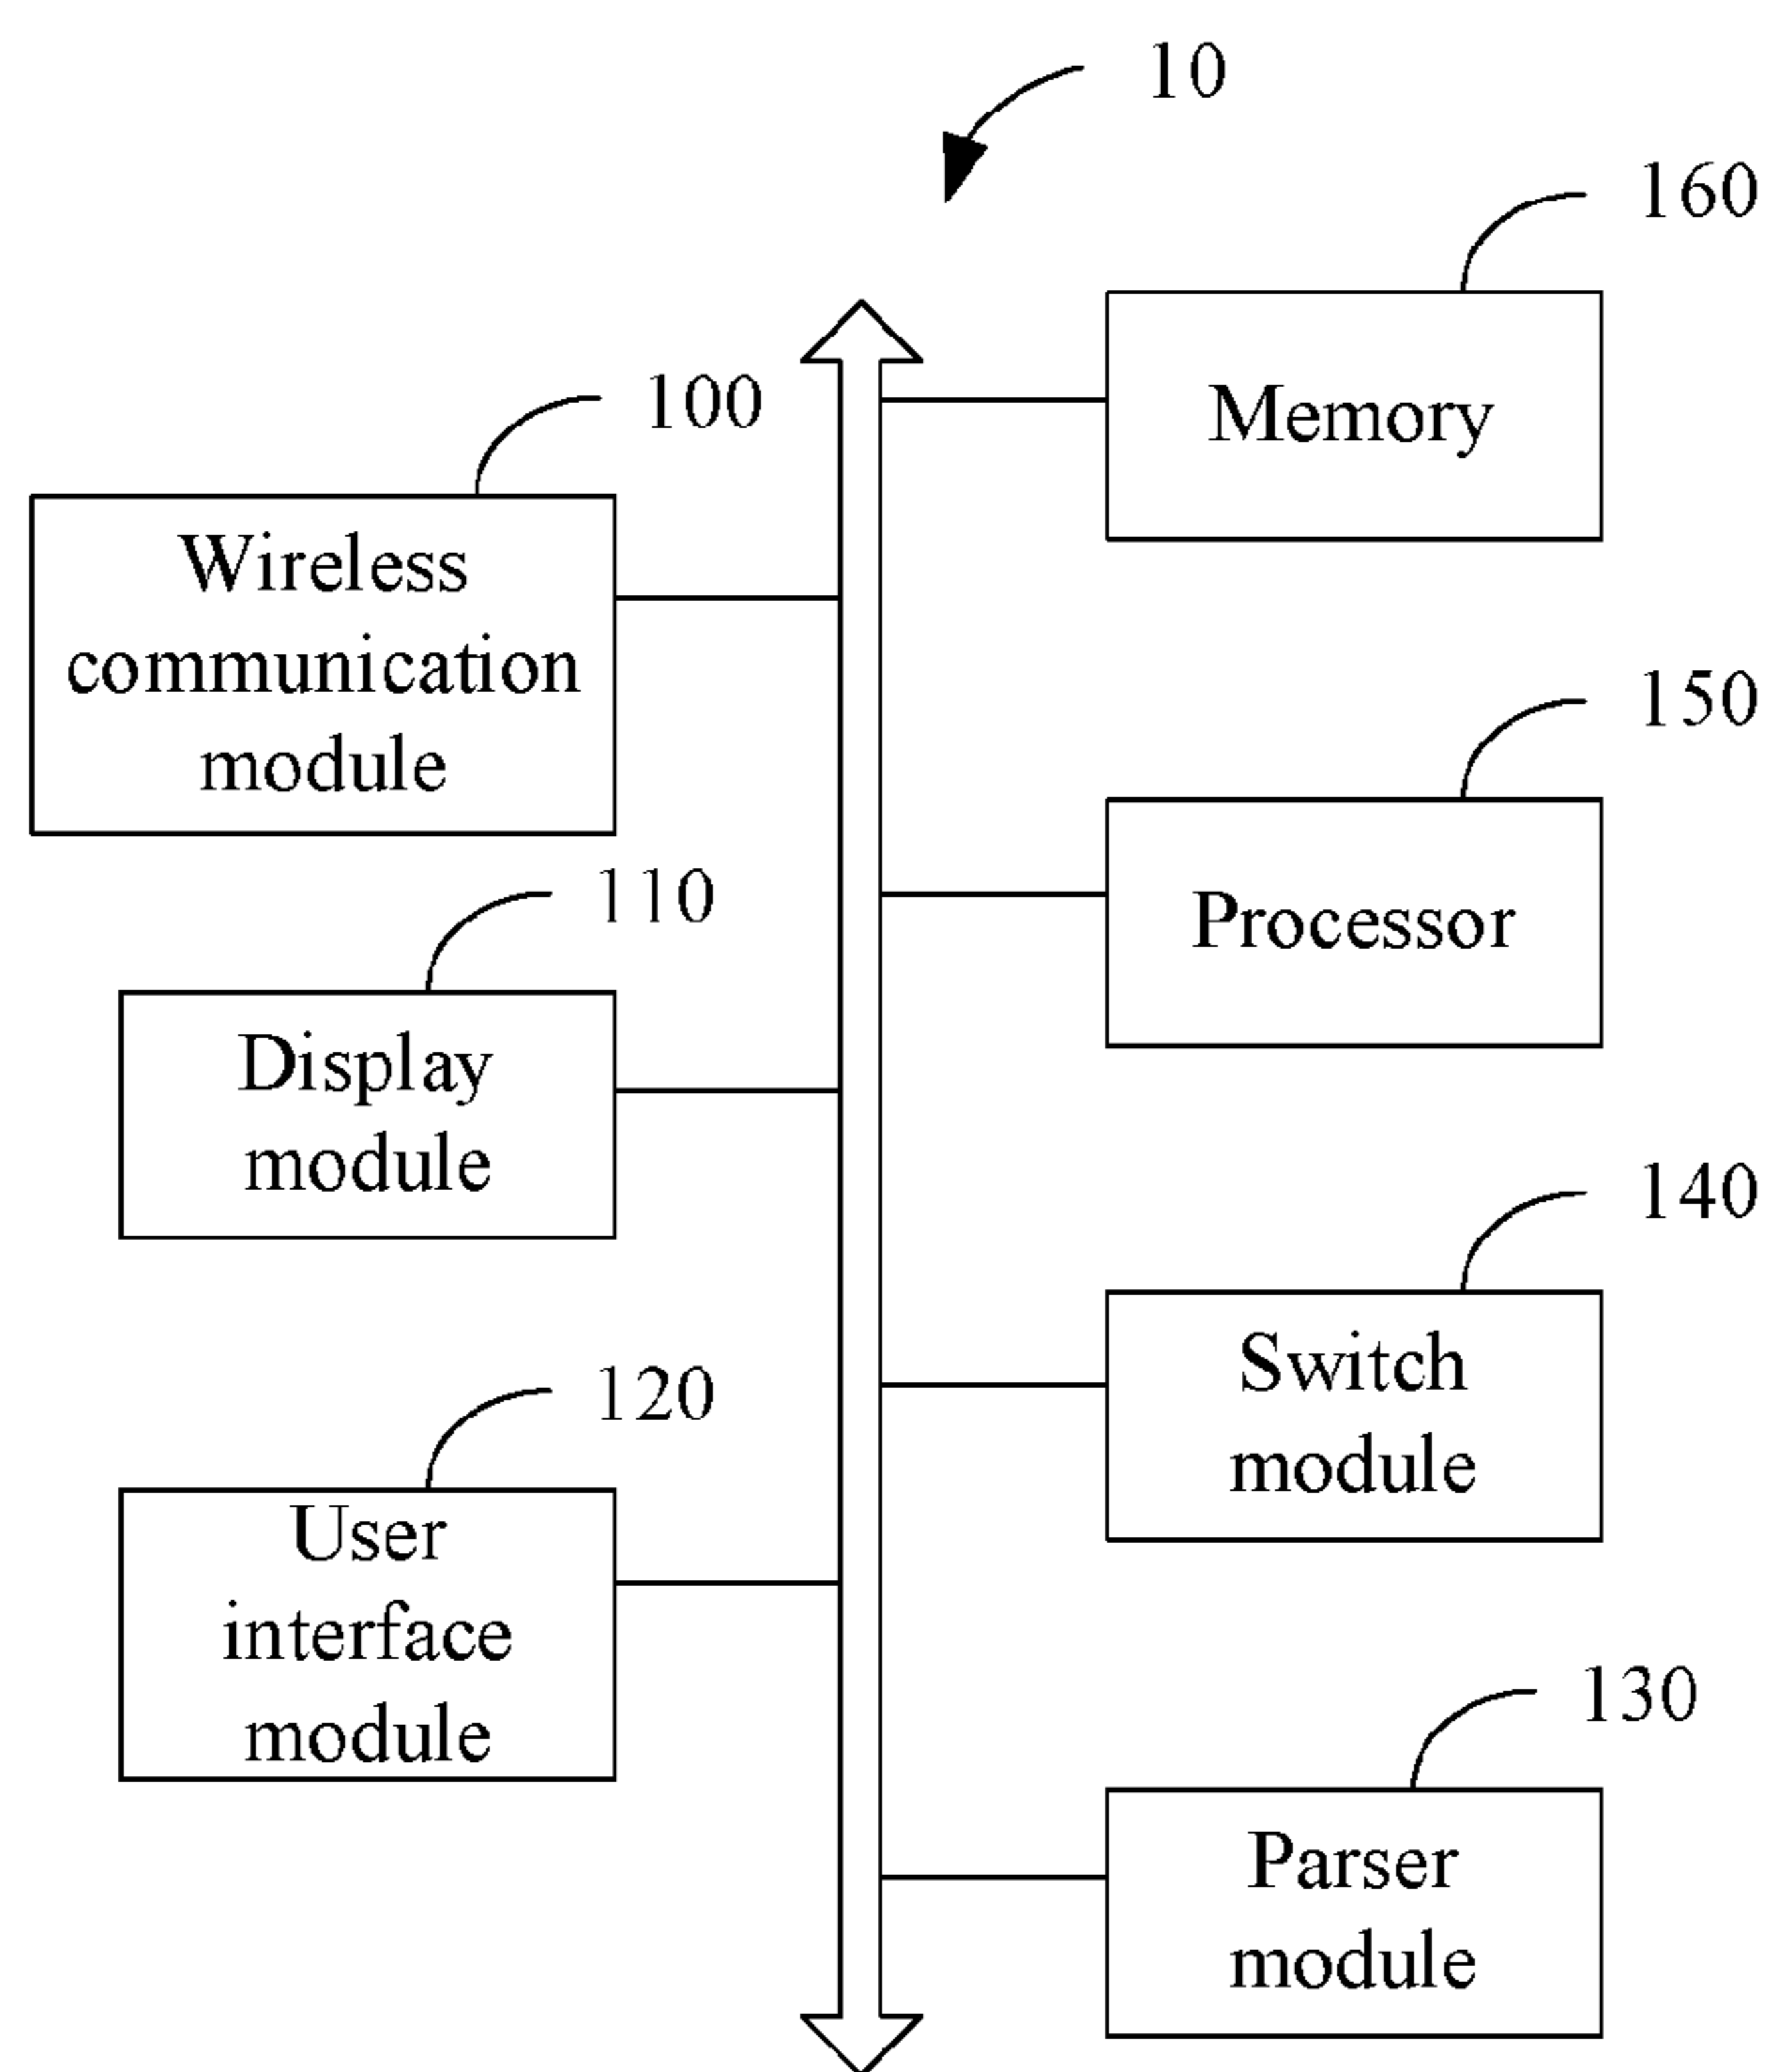 10
160
Memory
100
Wireless
communication
module
150
Processor
110
Display
module
140
Switch
module
120
User
interface
module
130
Parser
module